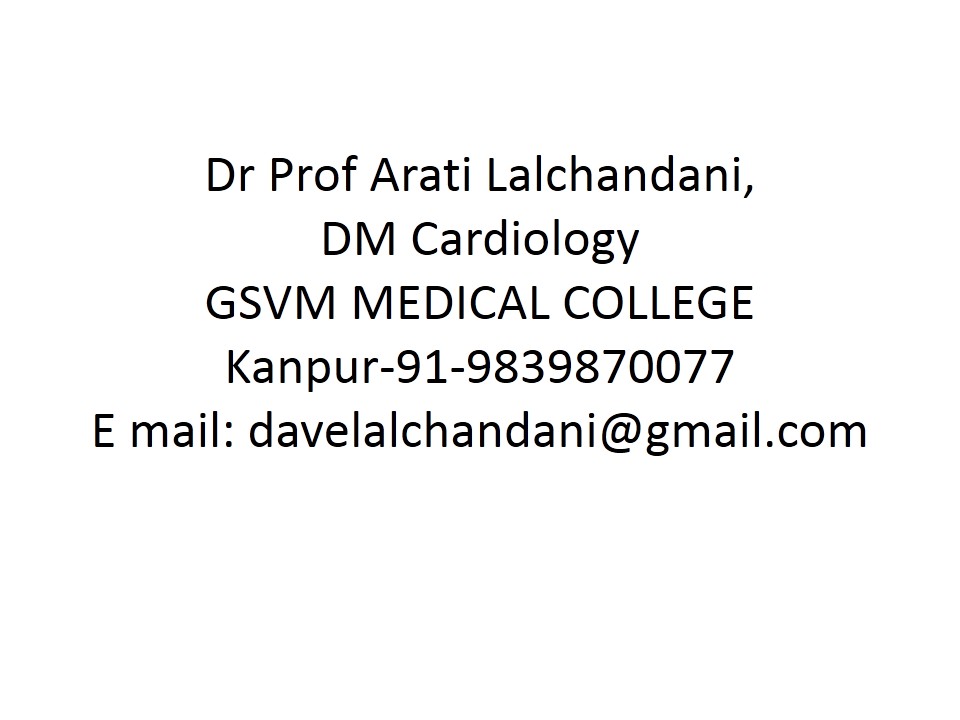 Dr Prof Arati Lalchandani,
DM Cardiology
GSVM MEDICAL COLLEGE
Kanpur-91-9839870077
E mail: davelalchandani@gmail.com